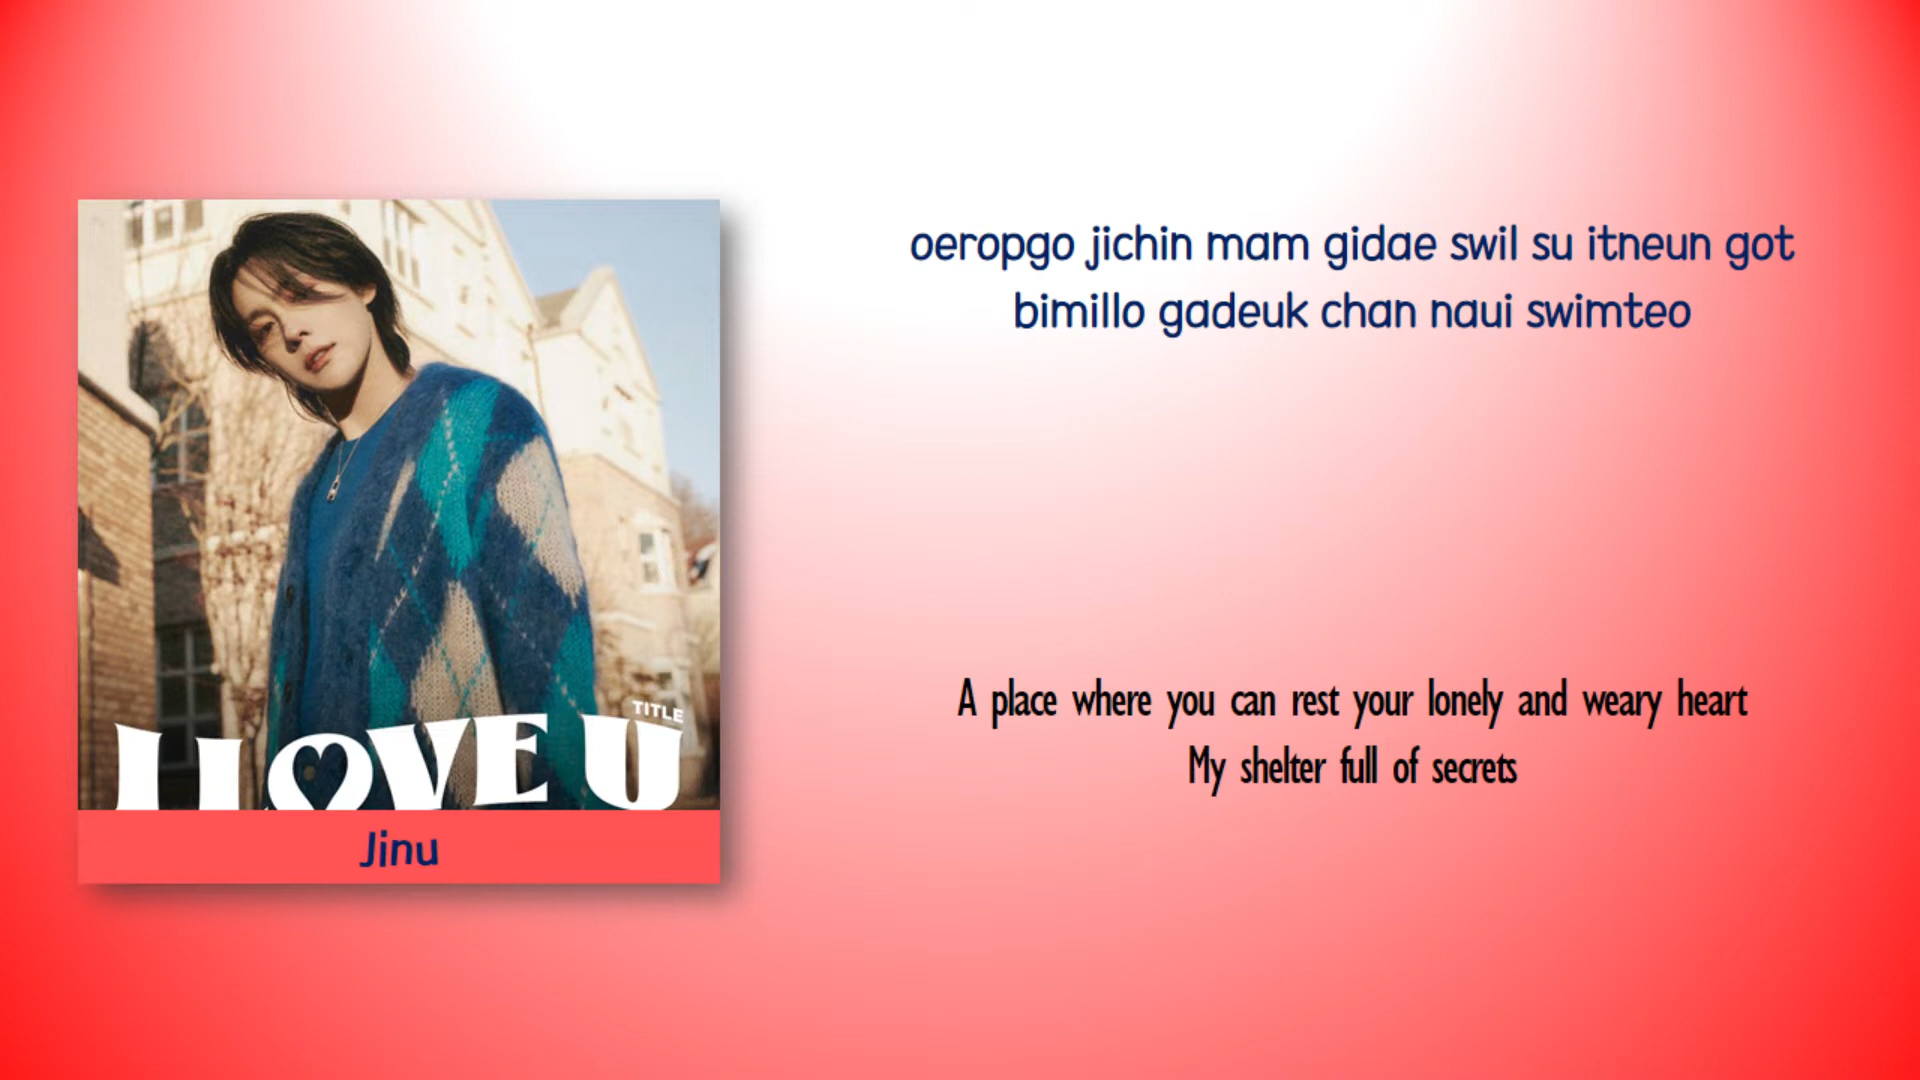 oeropgo jichin mam gidae swil su itneun got
bimillo gadeuk chan naui swimteo
TITLE
I LOVE U
Jinu
A place where you can rest your lonely and weary heart
My shelter full of secrets